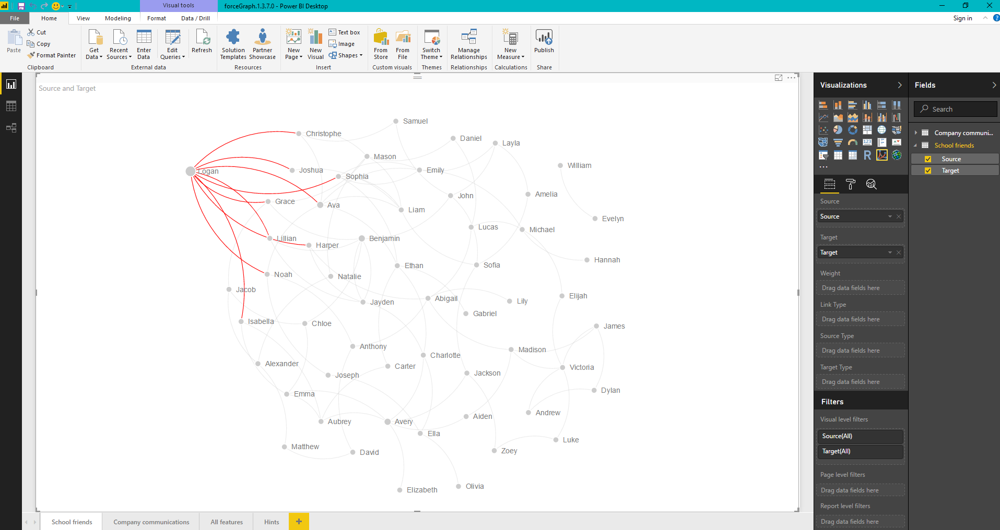 Visual tools
forceGraph.1.3.7.0 - Power BI Desktop
File Home View Modeling Format Data / Drill Sign in
Paste
Cut
Copy
Format Painter
Clipboard
Get Data
Recent Sources
Enter Data
Edit Queries
External data
Refresh
Solution Templates
Partner Showcase
Resources
New Page
New Visual
Text box
Image
Shapes
Insert
From Store
From File
Custom visuals
Switch Theme
Themes
Manage Relationships
Relationships
New Measure
Calculations
Publish
Share
Source and Target
Samuel
Christophe
Daniel
Layla
Mason
William
Logan
Joshua
Emily
Sophia
Amelia
John
Grace
Ava
Liam
Evelyn
Lucas
Michael
Lillian
Benjamin
Harper
Hannah
Ethan
Sofia
Noah
Natalie
Jacob
Elijah
Abigail
Lily
Jayden
Gabriel
Isabella
Chloe
James
Anthony
Madison
Charlotte
Alexander
Carter
Victoria
Joseph
Jackson
Dylan
Emma
Andrew
Aiden
Aubrey
Avery
Ella
Luke
Matthew
David
Zoey
Olivia
Elizabeth
School friends
Company communications
All features
Hints
+
Visualizations
R
123
Source
Source
Target
Target
Weight
Drag data fields here
Link Type
Drag data fields here
Source Type
Drag data fields here
Target Type
Drag data fields here
Filters
Visual level filters
Source(All)
Target(All)
Page level filters
Drag data fields here
Report level filters
Drag data fields here
Fields
Search
Company communi...
School friends
Source
Target